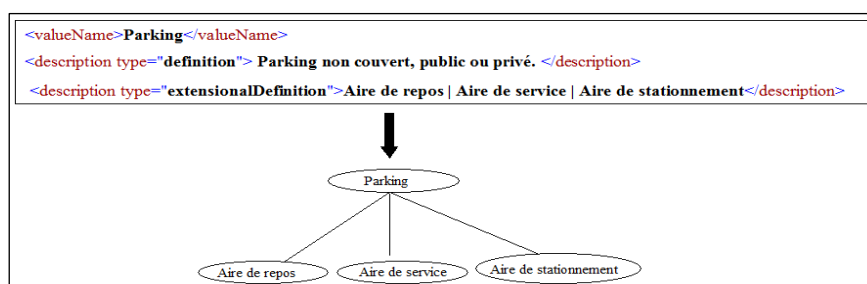 <valueName>Parking</valueName>
<description type="definition"> Parking non couvert, public ou privé. </description>
<description type="extensionalDefinition">Aire de repos | Aire de service | Aire de stationnement</description>
Parking
Aire de repos Aire de service Aire de stationnement